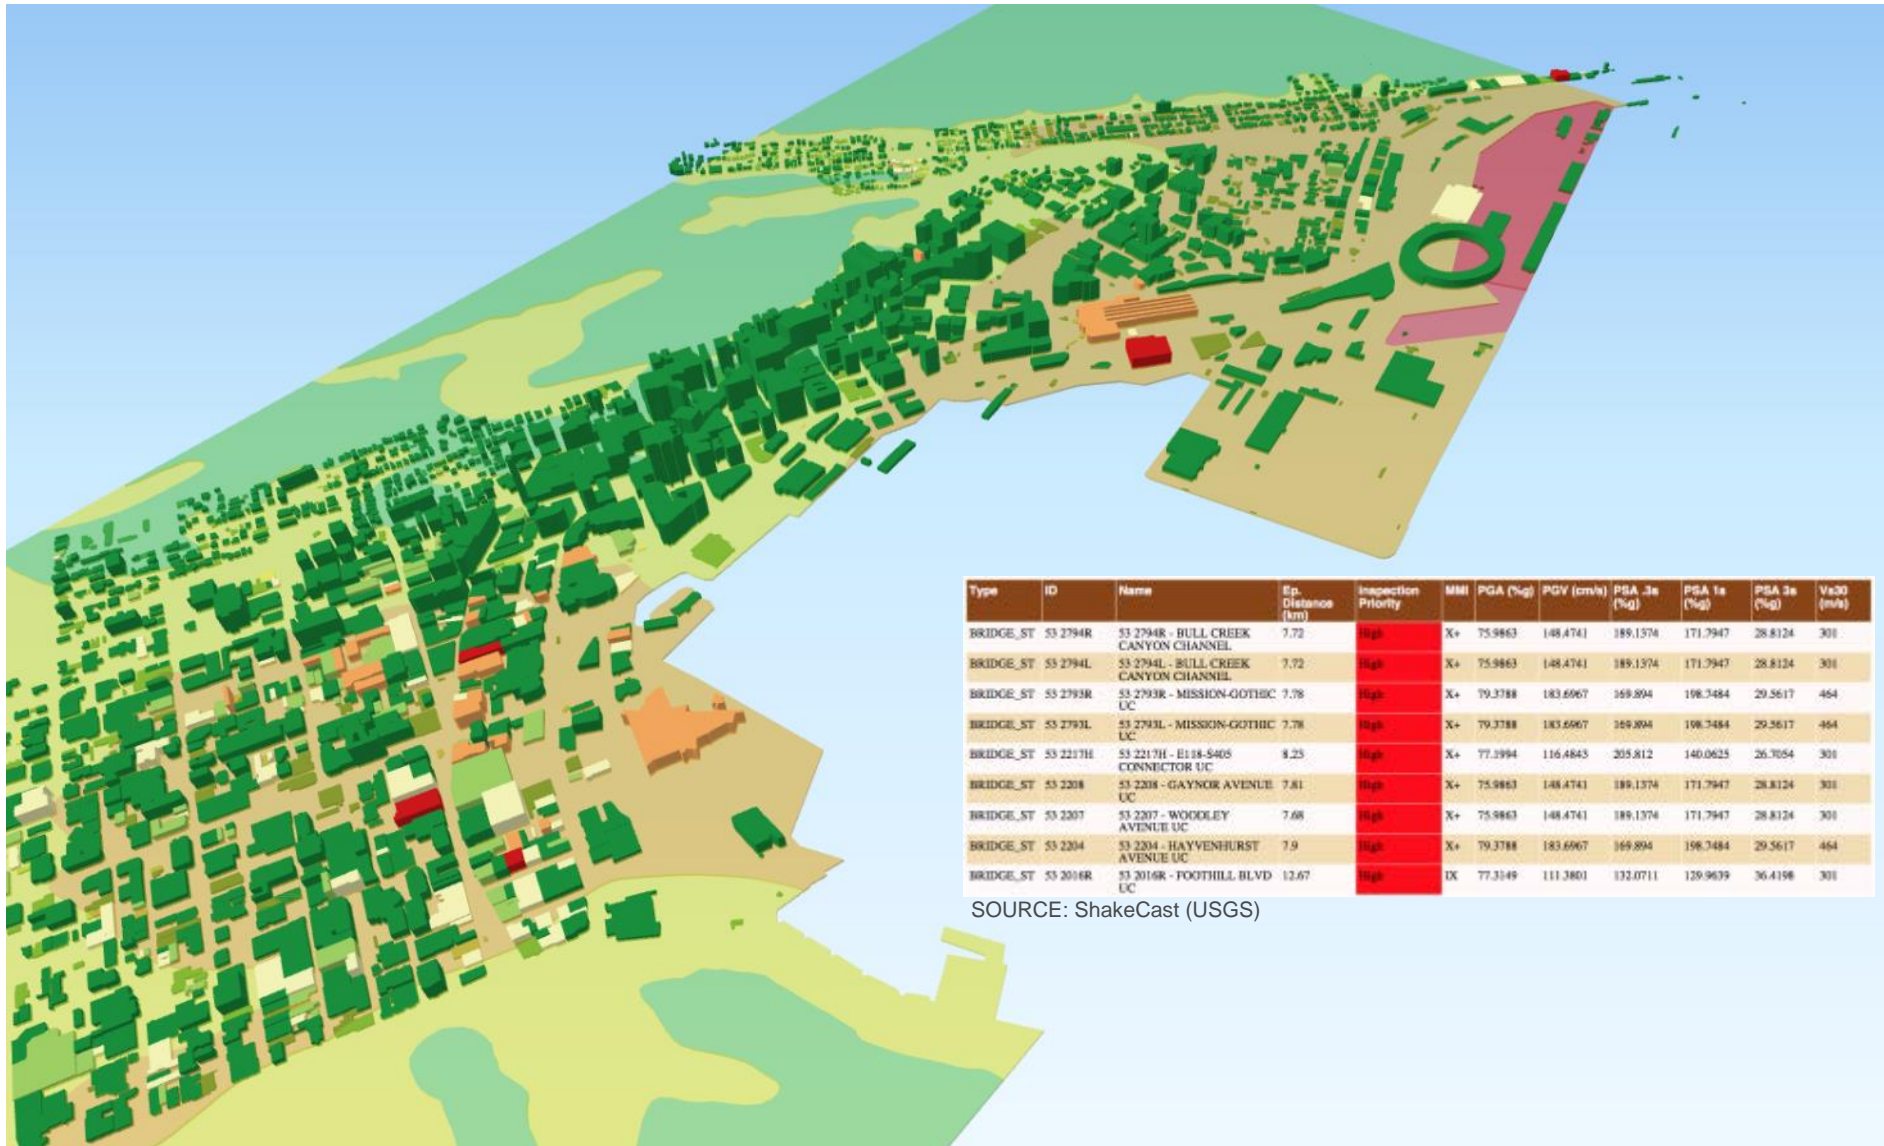 Type ID Name Ep. Distance (km) Inspection Priority MMI PGA (%g) PGV (cm/s) PSA .3s (%g) PSA 1s (%g) PSA 3s (%g) Vs30 (m/s)
BRIDGE_ST 53 2794R 53 2794R - BULL CREEK CANYON CHANNEL 7.72 High X+ 75.9863 148.4741 189.1374 171.7947 28.8124 301
BRIDGE_ST 53 2794L 53 2794L - BULL CREEK CANYON CHANNEL 7.72 High X+ 75.9863 148.4741 189.1374 171.7947 28.8124 301
BRIDGE_ST 53 2793R 53 2793R - MISSION-GOTHIC UC 7.78 High X+ 79.3788 183.6967 169.894 198.7484 29.5617 464
BRIDGE_ST 53 2793L 53 2793L - MISSION-GOTHIC UC 7.78 High X+ 79.3788 183.6967 169.894 198.7484 29.5617 464
BRIDGE_ST 53 2217H 53 2217H - E118-S405 CONNECTOR UC 8.23 High X+ 77.1994 116.4843 205.812 140.0625 26.7054 301
BRIDGE_ST 53 2208 53 2208 - GAYNOR AVENUE UC 7.81 High X+ 75.9863 148.4741 189.1374 171.7947 28.8124 301
BRIDGE_ST 53 2207 53 2207 - WOODLEY AVENUE UC 7.68 High X+ 75.9863 148.4741 189.1374 171.7947 28.8124 301
BRIDGE_ST 53 2204 53 2204 - HAYVENHURST AVENUE UC 7.9 High X+ 79.3788 183.6967 169.894 198.7484 29.5617 464
BRIDGE_ST 53 2016R 53 2016R - FOOTHILL BLVD UC 12.67 High IX 77.3149 111.3801 132.0711 129.9639 36.4198 301
SOURCE: ShakeCast (USGS)